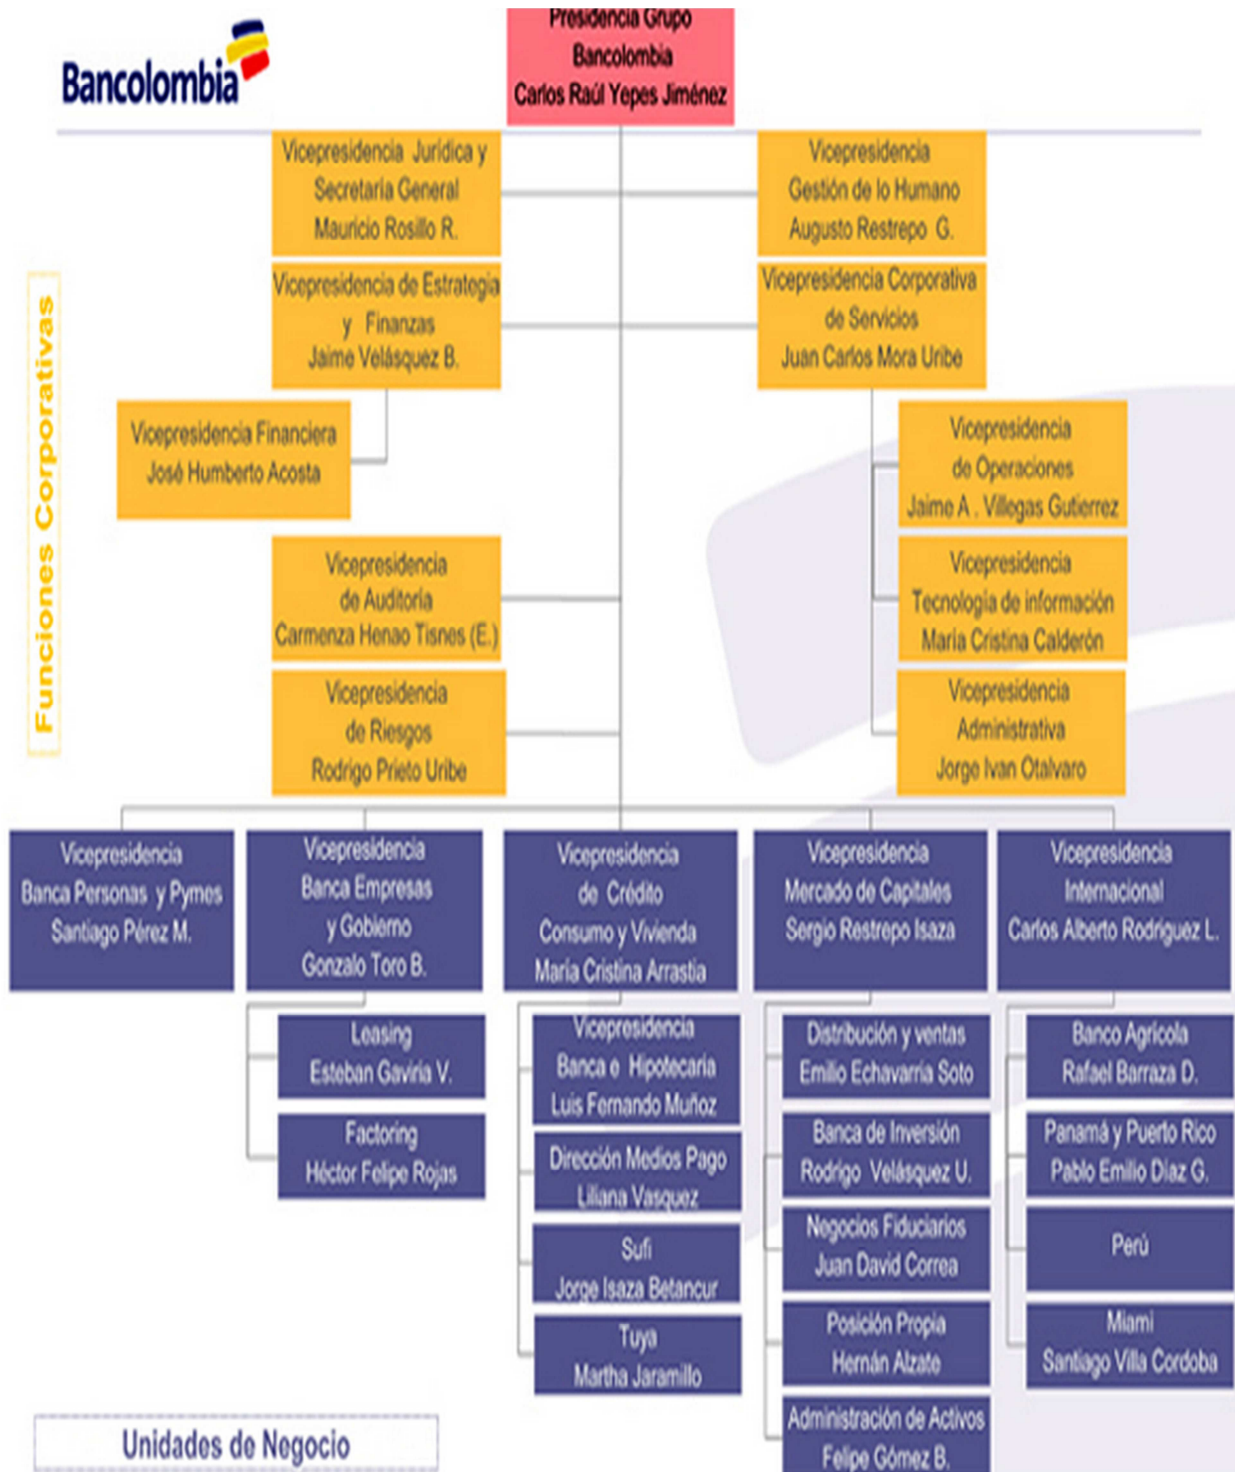 Bancolombia
Presidencia Grupo
Bancolombia
Carlos Raúl Yepes Jiménez
Vicepresidencia Jurídica y
Secretaría General
Mauricio Rosillo R.
Vicepresidencia
Gestión de lo Humano
Augusto Restrepo G.
Vicepresidencia de Estrategia
y Finanzas
Jaime Velásquez B.
Vicepresidencia Corporativa
de Servicios
Juan Carlos Mora Uribe
Funciones Corporativas
Vicepresidencia Financiera
José Humberto Acosta
Vicepresidencia
de Operaciones
Jaime A . Villegas Gutierrez
Vicepresidencia
de Auditoría
Carmenza Henao Tisnes (E.)
Vicepresidencia
Tecnología de información
María Cristina Calderón
Vicepresidencia
de Riesgos
Rodrigo Prieto Uribe
Vicepresidencia
Administrativa
Jorge Ivan Otalvaro
Vicepresidencia
Banca Personas y Pymes
Santiago Pérez M.
Vicepresidencia
Banca Empresas
y Gobierno
Gonzalo Toro B.
Vicepresidencia
de Crédito
Consumo y Vivienda
María Cristina Arrastia
Vicepresidencia
Mercado de Capitales
Sergio Restrepo Isaza
Vicepresidencia
Internacional
Carlos Alberto Rodríguez L.
Leasing
Esteban Gaviria V.
Factoring
Héctor Felipe Rojas
Vicepresidencia
Banca e Hipotecaria
Luis Fernando Muñoz
Dirección Medios Pago
Liliana Vasquez
Sufi
Jorge Isaza Betancur
Tuya
Martha Jaramillo
Distribución y ventas
Emilio Echavarría Soto
Banca de Inversión
Rodrigo Velásquez U.
Negocios Fiduciarios
Juan David Correa
Posición Propia
Hernán Alzate
Administración de Activos
Felipe Gómez B.
Banco Agrícola
Rafael Barraza D.
Panamá y Puerto Rico
Pablo Emilio Díaz G.
Perú
Miami
Santiago Villa Cordoba
Unidades de Negocio